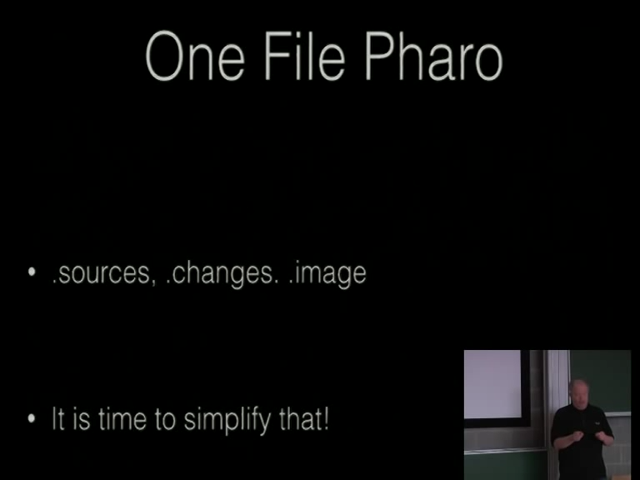 One File Pharo
• .sources, .changes. .image
• It is time to simplify that!